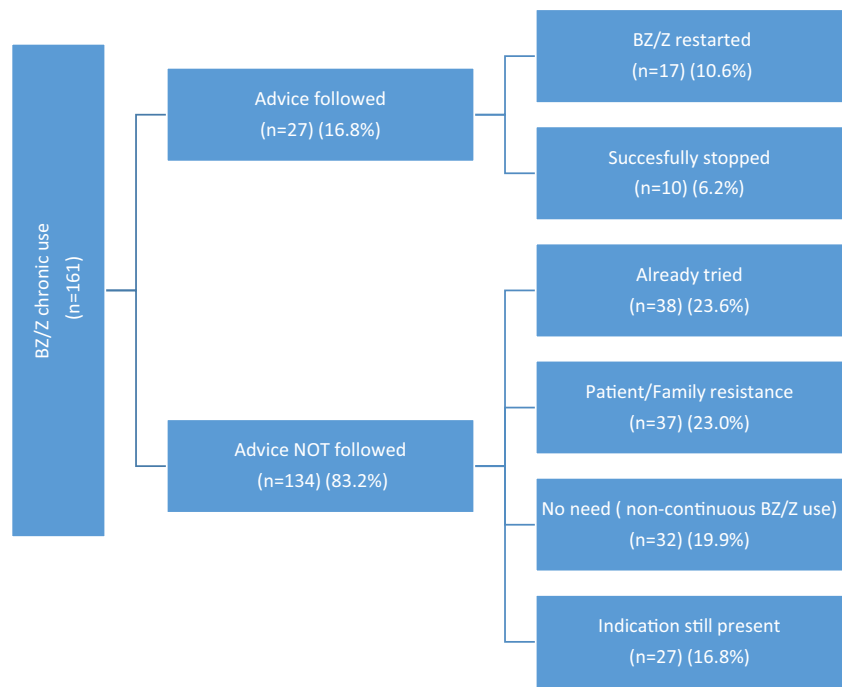 BZ/Z chronic use
(n=161)
Advice followed
(n=27) (16.8%)
BZ/Z restarted
(n=17) (10.6%)
Succesfully stopped
(n=10) (6.2%)
Advice NOT followed
(n=134) (83.2%)
Already tried
(n=38) (23.6%)
Patient/Family resistance
(n=37) (23.0%)
No need ( non-continuous BZ/Z use)
(n=32) (19.9%)
Indication still present
(n=27) (16.8%)